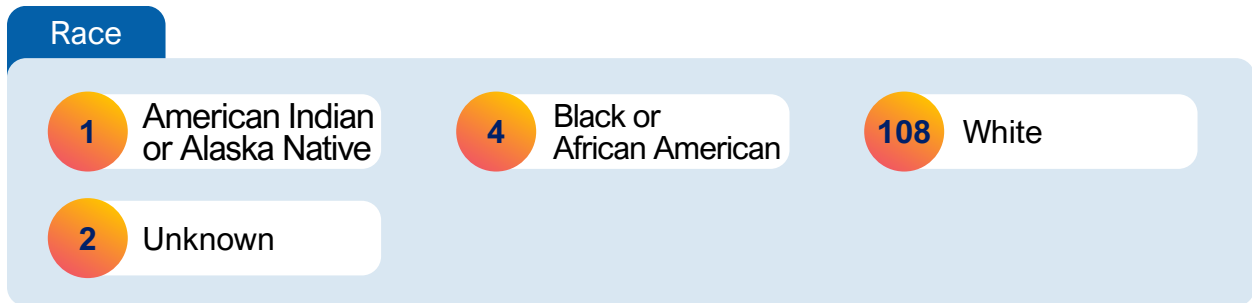 Race
1
American Indian
or Alaska Native
4
Black or
African American
108
White
2
Unknown